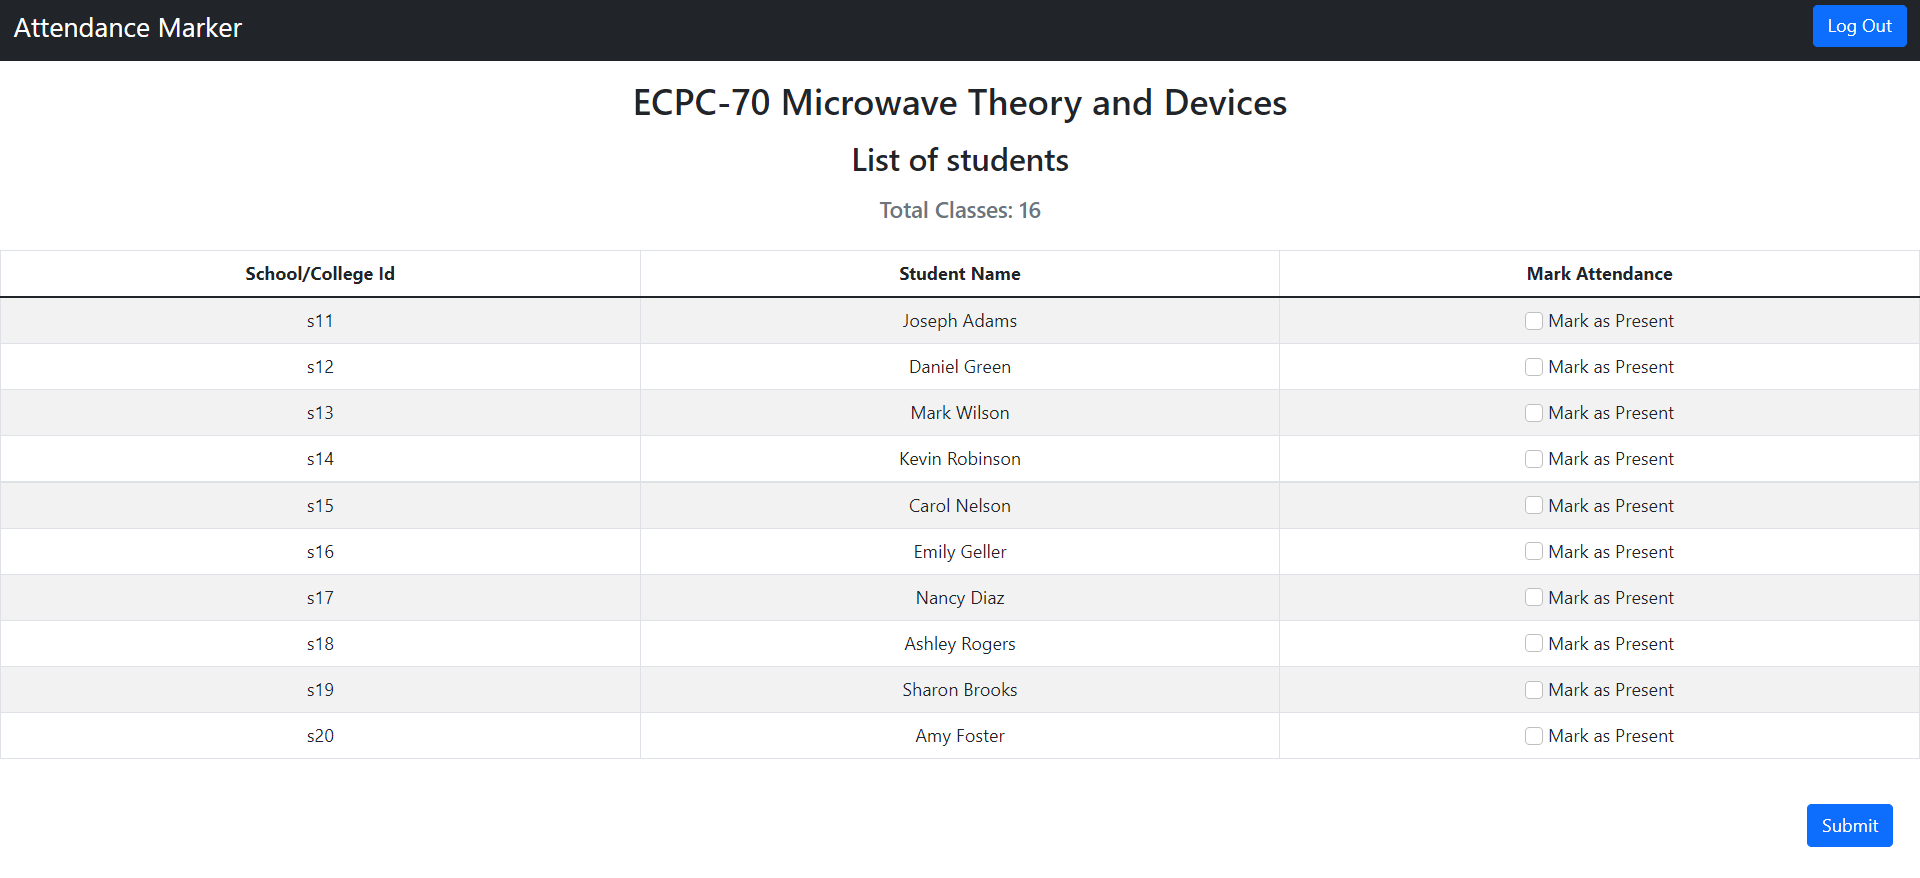 Attendance Marker Log Out
ECPC-70 Microwave Theory and Devices
List of students
Total Classes: 16
School/College Id Student Name Mark Attendance
s11 Joseph Adams Mark as Present
s12 Daniel Green Mark as Present
s13 Mark Wilson Mark as Present
s14 Kevin Robinson Mark as Present
s15 Carol Nelson Mark as Present
s16 Emily Geller Mark as Present
s17 Nancy Diaz Mark as Present
s18 Ashley Rogers Mark as Present
s19 Sharon Brooks Mark as Present
s20 Amy Foster Mark as Present
Submit